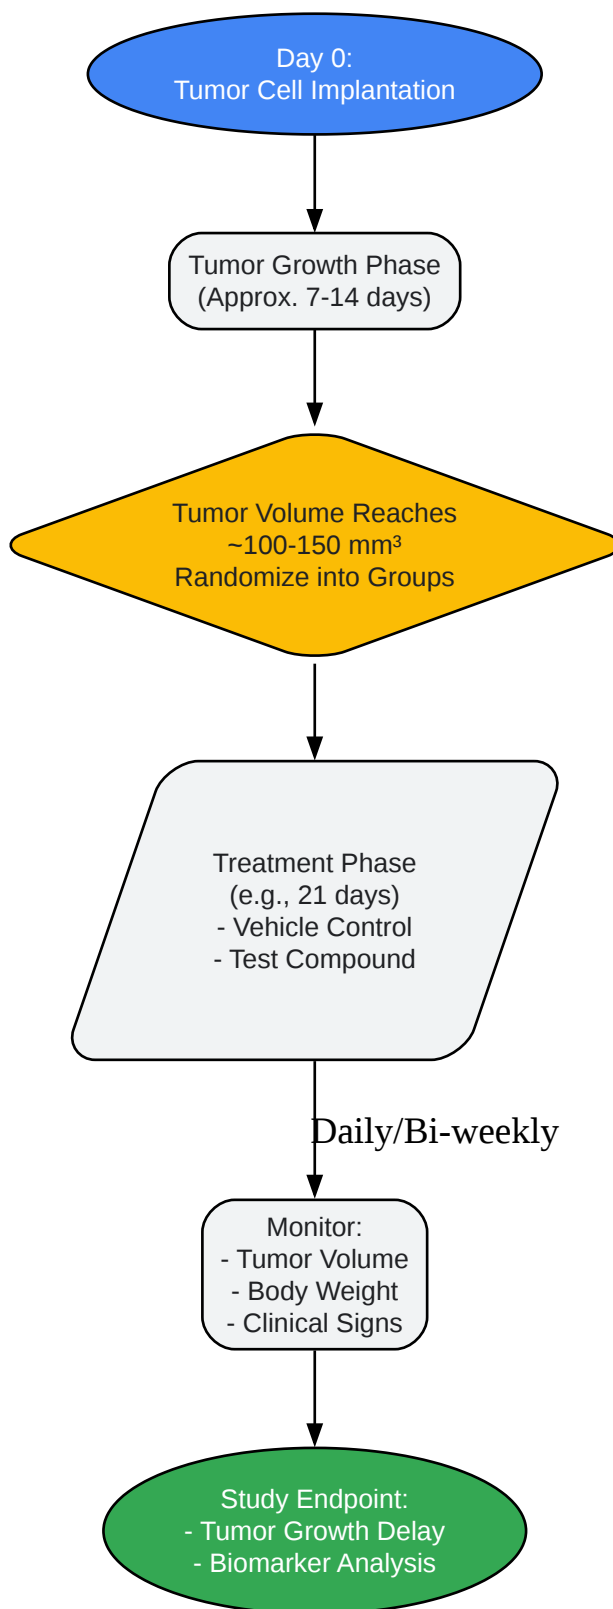 Day 0:
Tumor Cell Implantation
Tumor Growth Phase
(Approx. 7-14 days)
Tumor Volume Reaches
~100-150 mm³
Randomize into Groups
Treatment Phase
(e.g., 21 days)
- Vehicle Control
- Test Compound
Daily/Bi-weekly
Monitor:
- Tumor Volume
- Body Weight
- Clinical Signs
Study Endpoint:
- Tumor Growth Delay
- Biomarker Analysis